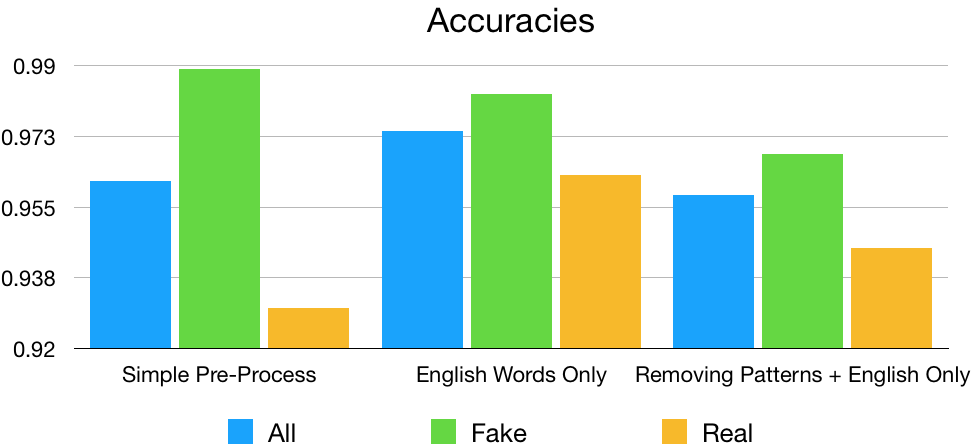 Accuracies
0.99
0.973
0.955
0.938
0.92
Simple Pre-Process English Words Only Removing Patterns + English Only
All Fake Real